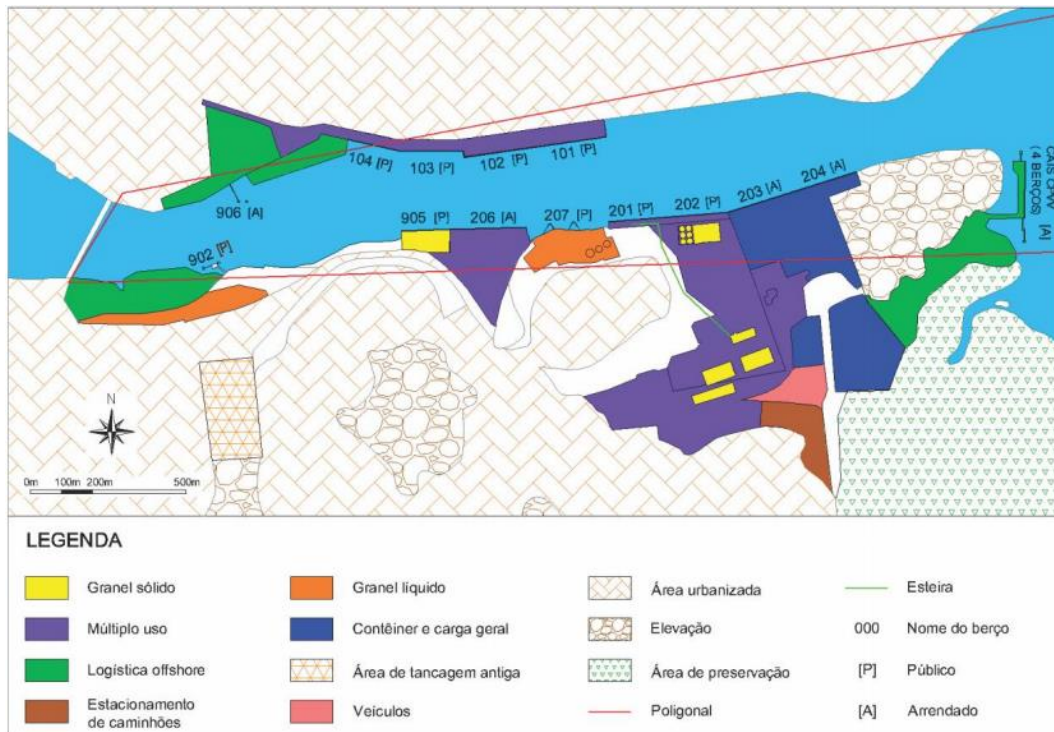 104 [P]
103 [P]
102 [P]
101 [P]
906 [A]
902 [P]
905 [P]
206 [A]
207 [P]
201 [P]
202 [P]
203 [A]
204 [A]
(4 BERÇOS) [A]
N
0m 100m 200m 500m
LEGENDA
Granel sólido
Granel líquido
Área urbanizada
Esteira
Múltiplo uso
Contêiner e carga geral
Elevação
000 Nome do berço
Logística offshore
Área de tancagem antiga
Área de preservação
[P] Público
Estacionamento
de caminhões
Veículos
Poligonal
[A] Arrendado